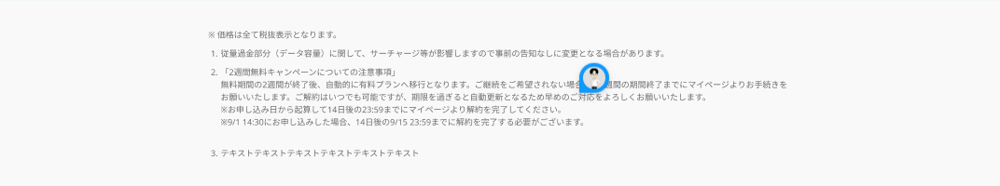 ※ 価格は全て税抜表示となります。
1. 従量過金部分（データ容量）に関して、サーチャージ等が影響しますので事前の告知なしに変更となる場合があります。
2. 「2週間無料キャンペーンについての注意事項」
無料期間の2週間が終了後、自動的に有料プランへ移行となります。ご継続をご希望されない場合 週間の期間終了までにマイページよりお手続きを
お願いいたします。ご解約はいつでも可能ですが、期限を過ぎると自動更新となるため早めのご対応をよろしくお願いいたします。
※お申し込み日から起算して14日後の23:59までにマイページより解約を完了してください。
※9/1 14:30にお申し込みした場合、14日後の9/15 23:59までに解約を完了する必要がございます。
3. テキストテキストテキストテキストテキストテキスト